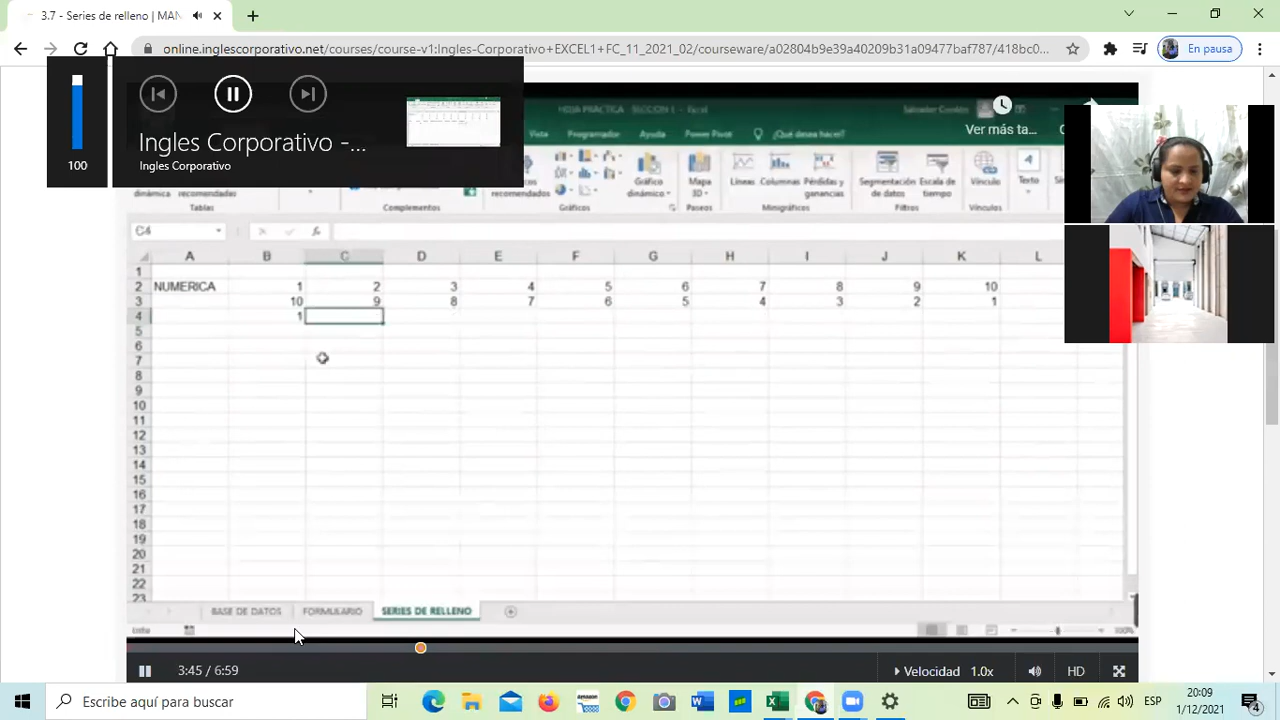 3.7 - Series de relleno | MAN
online.inglescorporativo.net/courses/course-v1:Ingles-Corporativo+EXCEL1+FC_11_2021_02/courseware/a02807b9e39a40209b31a09477baf787/418bc0...
En pausa
100
Ingles Corporativo -...
Ingles Corporativo
Salvador
Ver más ta...
Vista Programador Ayuda Power Pivot ¿Qué desea hacer?
dinámica recomendados
Tablas
Complementos
recomendados
Gráfico dinámico
Gráficos
Mapa 3D
Paseos
Líneas Columnas Pérdidas y ganancias
Minigráficos
Segmentación de datos Escala de tiempo
Filtros
Vínculo
Vínculos
Texto
C4
A B C D E F G H I J K L
1
2 NUMERICA 1 2 3 4 5 6 7 8 9 10
3 10 9 8 7 6 5 4 3 2 1
4 1
5
6
7
8
9
10
11
12
13
14
15
16
17
18
19
20
21
22
23
BASE DE DATOS FORMULARIO SERIES DE RELLENO
100%
3:45 / 6:59
Velocidad 1.0x
HD
Escribe aquí para buscar
amazon
ESP
20:09
1/12/2021
4